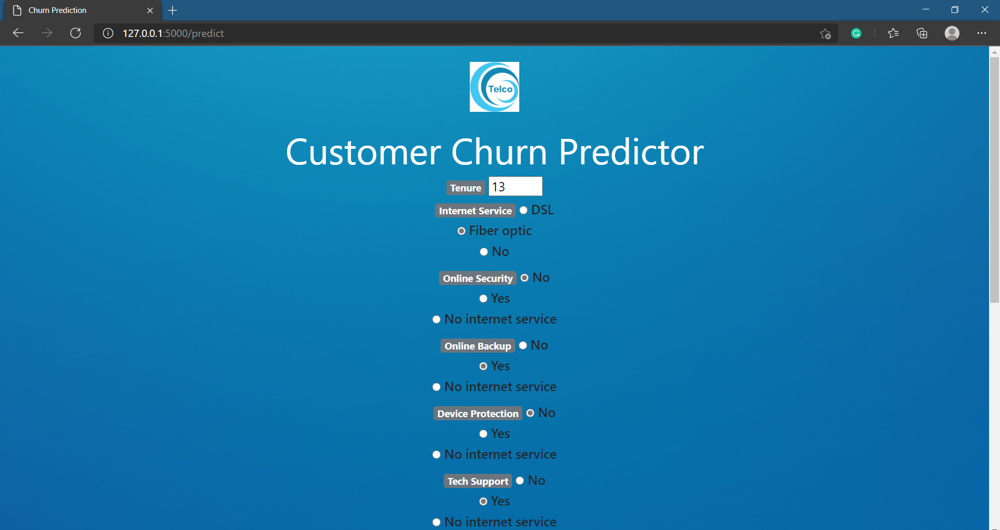 Churn Prediction
127.0.0.1:5000/predict
Telco
Customer Churn Predictor
Tenure 13
Internet Service DSL
Fiber optic
No
Online Security No
Yes
No internet service
Online Backup No
Yes
No internet service
Device Protection No
Yes
No internet service
Tech Support No
Yes
No internet service